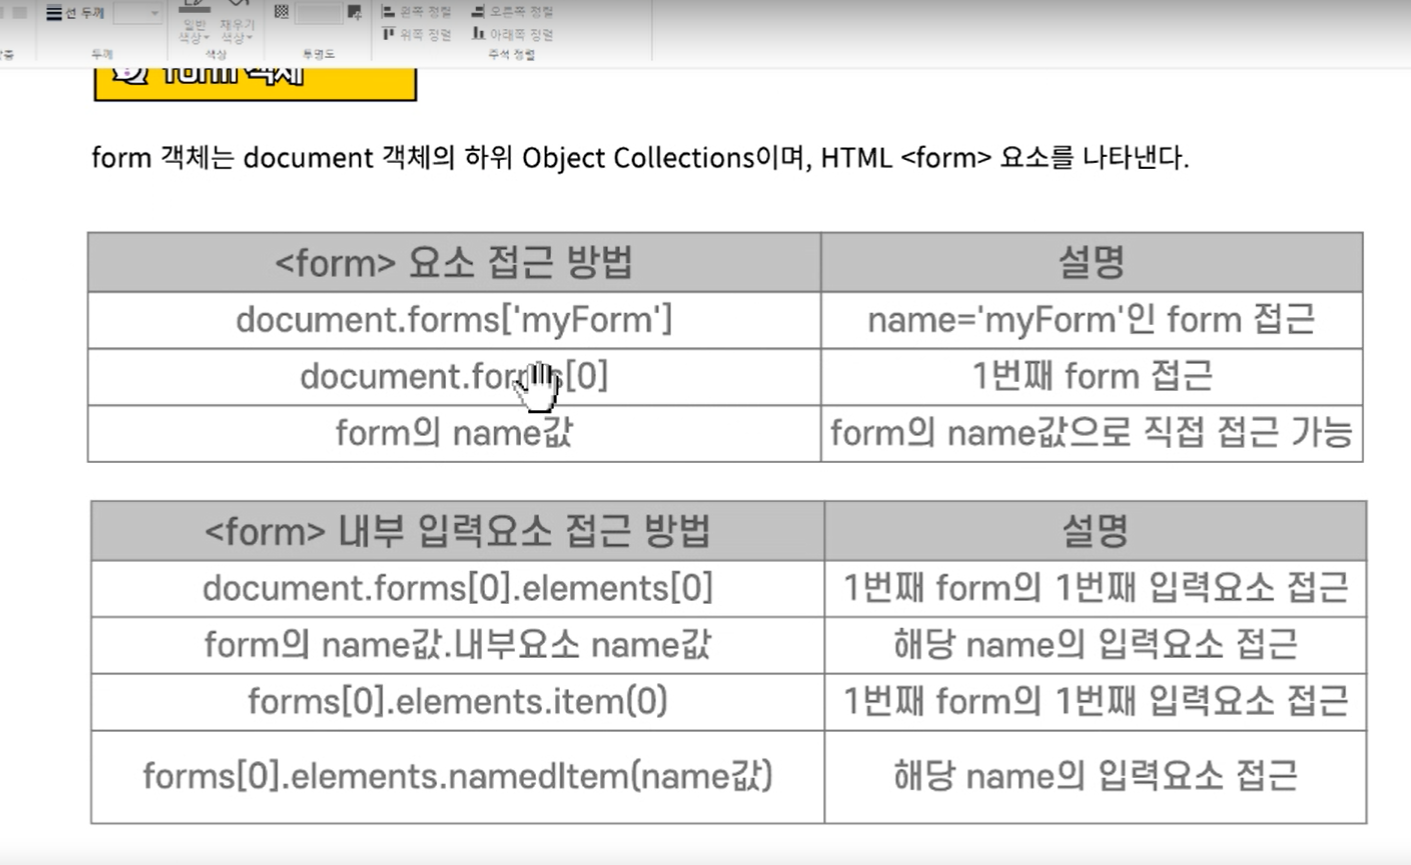 선 두께
일반 채우기
색상 색상
왼쪽 정렬 오른쪽 정렬
위쪽 정렬 아래쪽 정렬
두께 색상 투명도 주석 정렬
form 객체
form 객체는 document 객체의 하위 Object Collections이며, HTML <form> 요소를 나타낸다.
<form> 요소 접근 방법 설명
document.forms['myForm'] name='myForm'인 form 접근
document.forms[0] 1번째 form 접근
form의 name값 form의 name값으로 직접 접근 가능
<form> 내부 입력요소 접근 방법 설명
document.forms[0].elements[0] 1번째 form의 1번째 입력요소 접근
form의 name값.내부요소 name값 해당 name의 입력요소 접근
forms[0].elements.item(0) 1번째 form의 1번째 입력요소 접근
forms[0].elements.namedItem(name값) 해당 name의 입력요소 접근